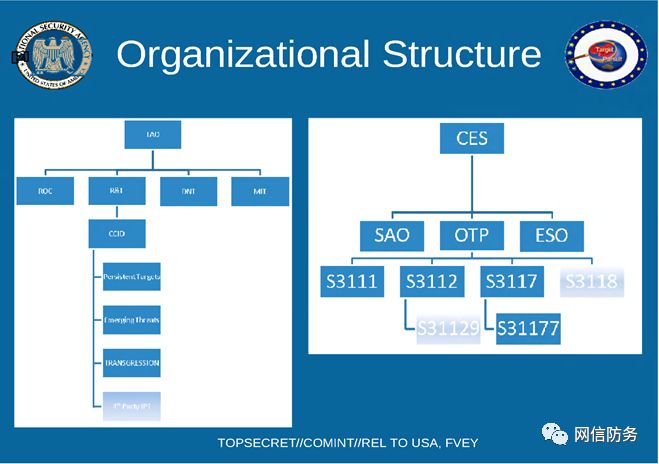 NATIONAL SECURITY AGENCY
UNITED STATES OF AMERICA
Organizational Structure
Target
Pursuit
TAO
ROC
R&T
DNT
MIT
CCID
Persistent Targets
Emerging Threats
TRANSGRESSION
4th Party IPT
CES
SAO
OTP
ESO
S3111
S3112
S3117
S3118
S31129
S31177
TOPSECRET//COMINT//REL TO USA, FVEY
网信防务